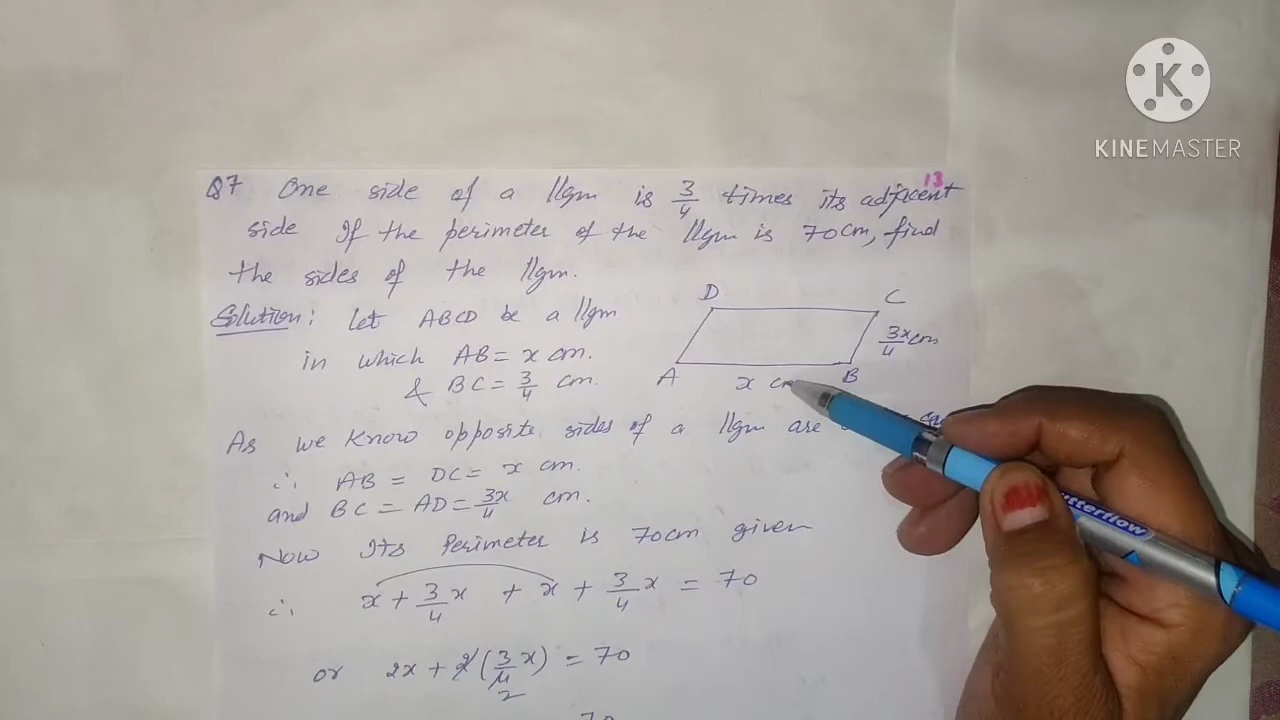 K
KINEMASTER
13
Q7 One side of a llgm is 3/4 times its adjacent
side If the perimeter of the llgm is 70cm, find
the sides of the llgm.
Solution: Let ABCD be a llgm
in which AB = x cm.
& BC = 3/4 cm.
D C
3x/4 cm
A B
x cm
As we know opposite sides of a llgm are
∴ AB = DC = x cm.
and BC = AD = 3x/4 cm.
Now Its Perimeter is 70cm given
∴ x + 3/4 x + x + 3/4 x = 70
or 2x + 2(3/4 x) = 70
2
70
utterflow